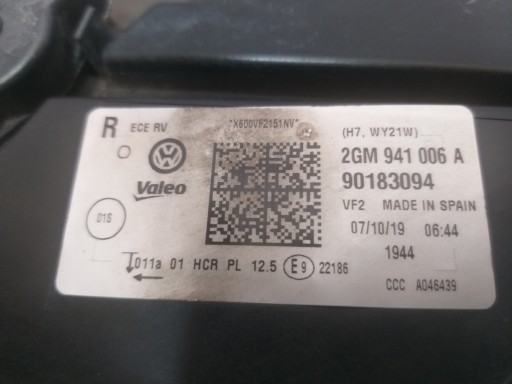 R ECE RV
*X600VF2151NV*
(H7, WY21W)
2GM 941 006 A
90183094
Valeo
VF2 MADE IN SPAIN
016
07/10/19 06:44
1944
011a 01 HCR PL 12.5 E9 22186
CCC A046439